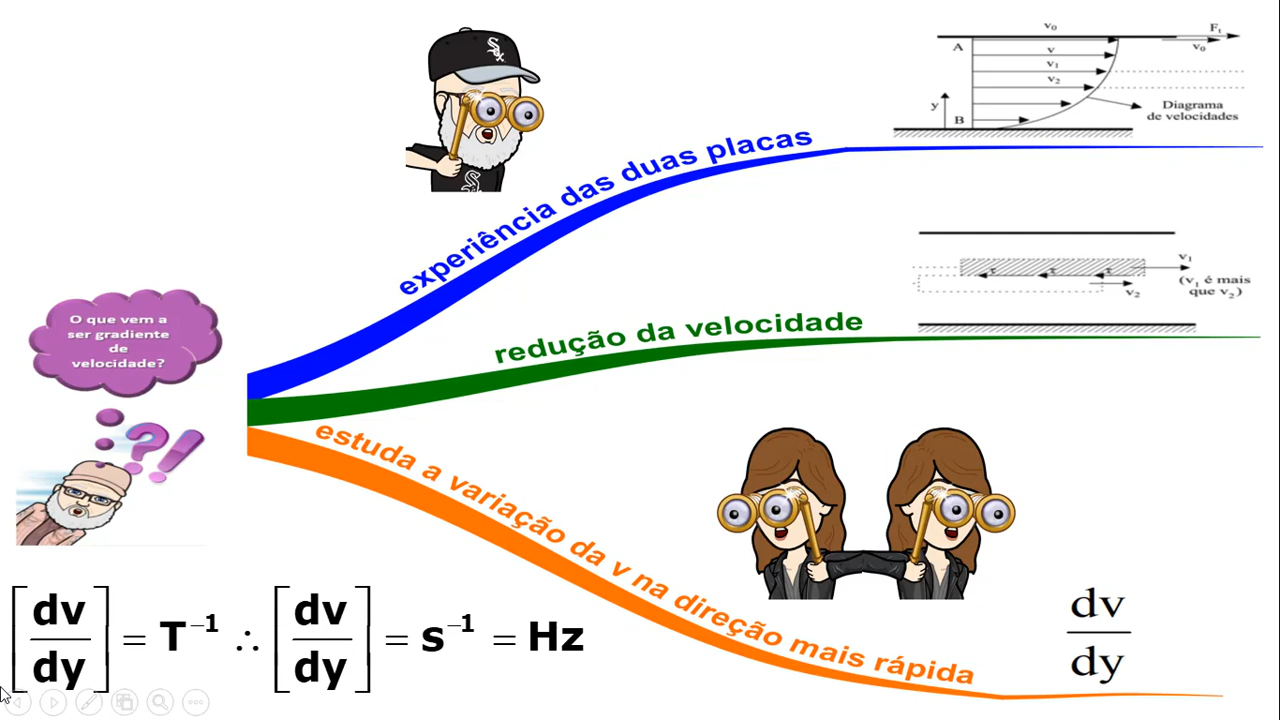 O que vem a
ser gradiente
de
velocidade?
experiência das duas placas
v₀
Fₜ
A
v₀
v
v₁
v₂
y
B
Diagrama
de velocidades
redução da velocidade
τ τ τ
v₁
v₂
(v₁ é mais
que v₂)
estuda a variação da v na direção mais rápida
dv
dy
[dv/dy] = T⁻¹ ∴ [dv/dy] = s⁻¹ = Hz